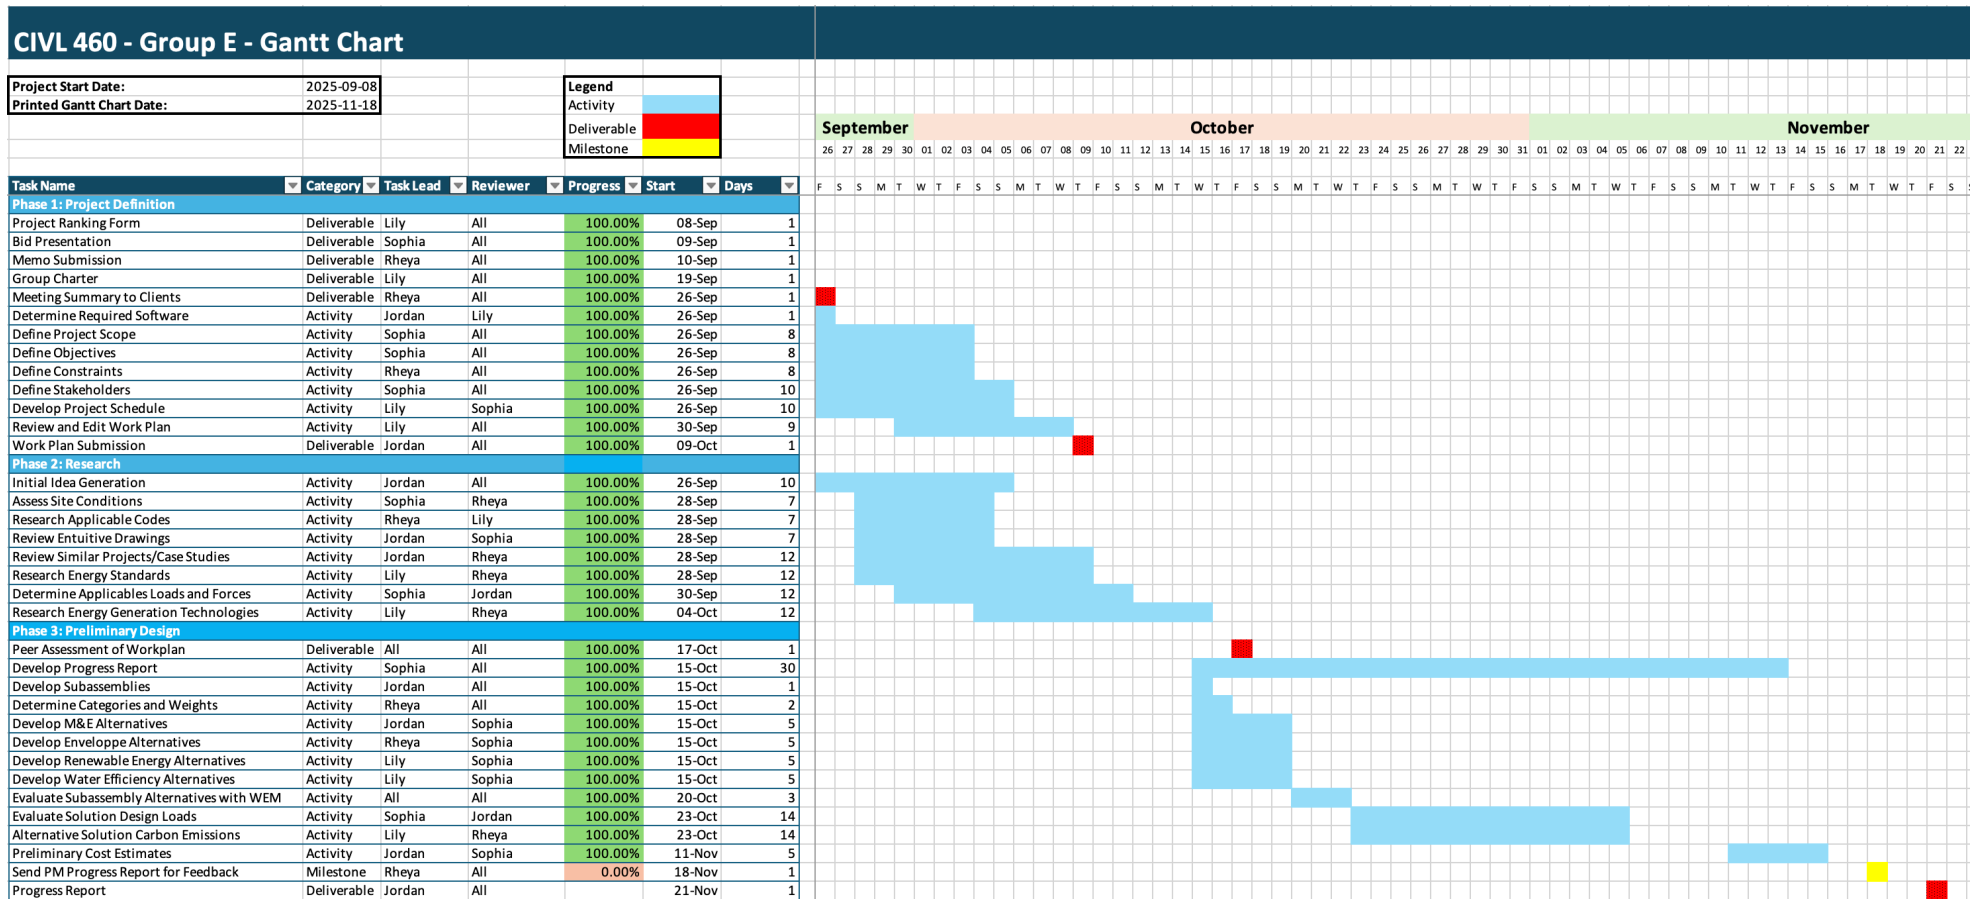 CIVL 460 - Group E - Gantt Chart
Project Start Date: 2025-09-08
Printed Gantt Chart Date: 2025-11-18
Legend
Activity
Deliverable
Milestone
September October November
26 27 28 29 30 01 02 03 04 05 06 07 08 09 10 11 12 13 14 15 16 17 18 19 20 21 22 23 24 25 26 27 28 29 30 31 01 02 03 04 05 06 07 08 09 10 11 12 13 14 15 16 17 18 19 20 21 22
Task Name Category Task Lead Reviewer Progress Start Days
F S S M T W T F S S M T W T F S S M T W T F S S M T W T F S S M T W T F S S M T W T F S S M T W T F S S M T W T F S
Phase 1: Project Definition
Project Ranking Form Deliverable Lily All 100.00% 08-Sep 1
Bid Presentation Deliverable Sophia All 100.00% 09-Sep 1
Memo Submission Deliverable Rheya All 100.00% 10-Sep 1
Group Charter Deliverable Lily All 100.00% 19-Sep 1
Meeting Summary to Clients Deliverable Rheya All 100.00% 26-Sep 1
Determine Required Software Activity Jordan Lily 100.00% 26-Sep 1
Define Project Scope Activity Sophia All 100.00% 26-Sep 8
Define Objectives Activity Sophia All 100.00% 26-Sep 8
Define Constraints Activity Rheya All 100.00% 26-Sep 8
Define Stakeholders Activity Sophia All 100.00% 26-Sep 10
Develop Project Schedule Activity Lily Sophia 100.00% 26-Sep 10
Review and Edit Work Plan Activity Lily All 100.00% 30-Sep 9
Work Plan Submission Deliverable Jordan All 100.00% 09-Oct 1
Phase 2: Research
Initial Idea Generation Activity Jordan All 100.00% 26-Sep 10
Assess Site Conditions Activity Sophia Rheya 100.00% 28-Sep 7
Research Applicable Codes Activity Rheya Lily 100.00% 28-Sep 7
Review Entuitive Drawings Activity Jordan Sophia 100.00% 28-Sep 7
Review Similar Projects/Case Studies Activity Jordan Rheya 100.00% 28-Sep 12
Research Energy Standards Activity Lily Rheya 100.00% 28-Sep 12
Determine Applicables Loads and Forces Activity Sophia Jordan 100.00% 30-Sep 12
Research Energy Generation Technologies Activity Lily Rheya 100.00% 04-Oct 12
Phase 3: Preliminary Design
Peer Assessment of Workplan Deliverable All All 100.00% 17-Oct 1
Develop Progress Report Activity Sophia All 100.00% 15-Oct 30
Develop Subassemblies Activity Jordan All 100.00% 15-Oct 1
Determine Categories and Weights Activity Rheya All 100.00% 15-Oct 2
Develop M&E Alternatives Activity Jordan Sophia 100.00% 15-Oct 5
Develop Enveloppe Alternatives Activity Rheya Sophia 100.00% 15-Oct 5
Develop Renewable Energy Alternatives Activity Lily Sophia 100.00% 15-Oct 5
Develop Water Efficiency Alternatives Activity Lily Sophia 100.00% 15-Oct 5
Evaluate Subassembly Alternatives with WEM Activity All All 100.00% 20-Oct 3
Evaluate Solution Design Loads Activity Sophia Jordan 100.00% 23-Oct 14
Alternative Solution Carbon Emissions Activity Lily Rheya 100.00% 23-Oct 14
Preliminary Cost Estimates Activity Jordan Sophia 100.00% 11-Nov 5
Send PM Progress Report for Feedback Milestone Rheya All 0.00% 18-Nov 1
Progress Report Deliverable Jordan All 21-Nov 1